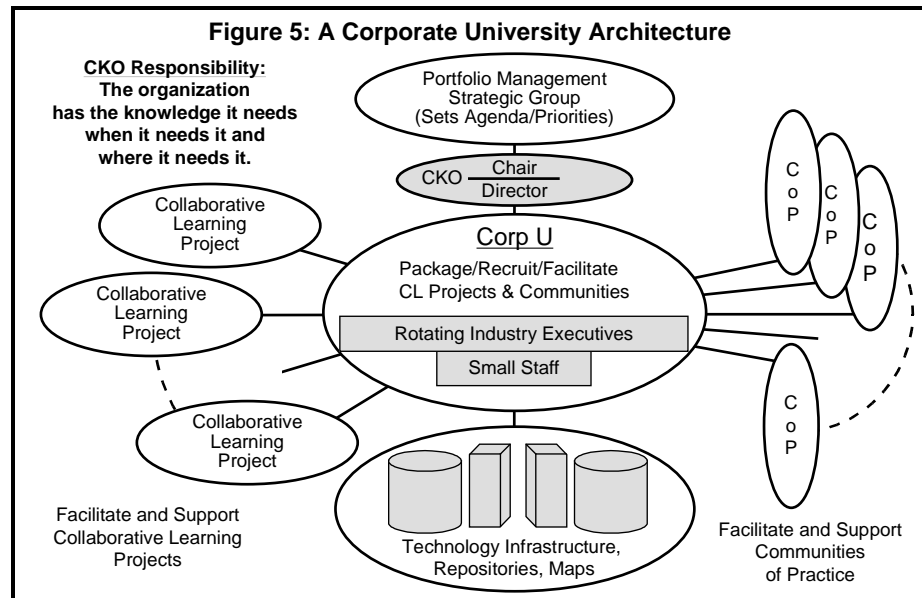 Figure 5: A Corporate University Architecture
CKO Responsibility:
The organization
has the knowledge it needs
when it needs it and
where it needs it.
Portfolio Management
Strategic Group
(Sets Agenda/Priorities)
CKO
Chair
Director
Collaborative
Learning
Project
Collaborative
Learning
Project
Collaborative
Learning
Project
Corp U
Package/Recruit/Facilitate
CL Projects & Communities
Rotating Industry Executives
Small Staff
C
o
P
C
o
P
C
o
P
C
o
P
Technology Infrastructure,
Repositories, Maps
Facilitate and Support
Collaborative Learning
Projects
Facilitate and Support
Communities
of Practice